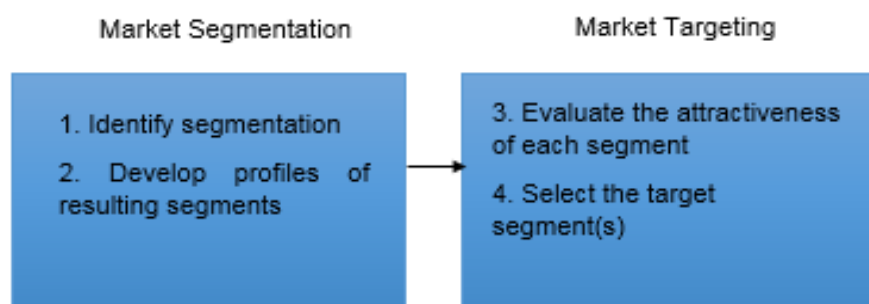 Market Segmentation
1. Identify segmentation
2. Develop profiles of
resulting segments
Market Targeting
3. Evaluate the attractiveness
of each segment
4. Select the target
segment(s)